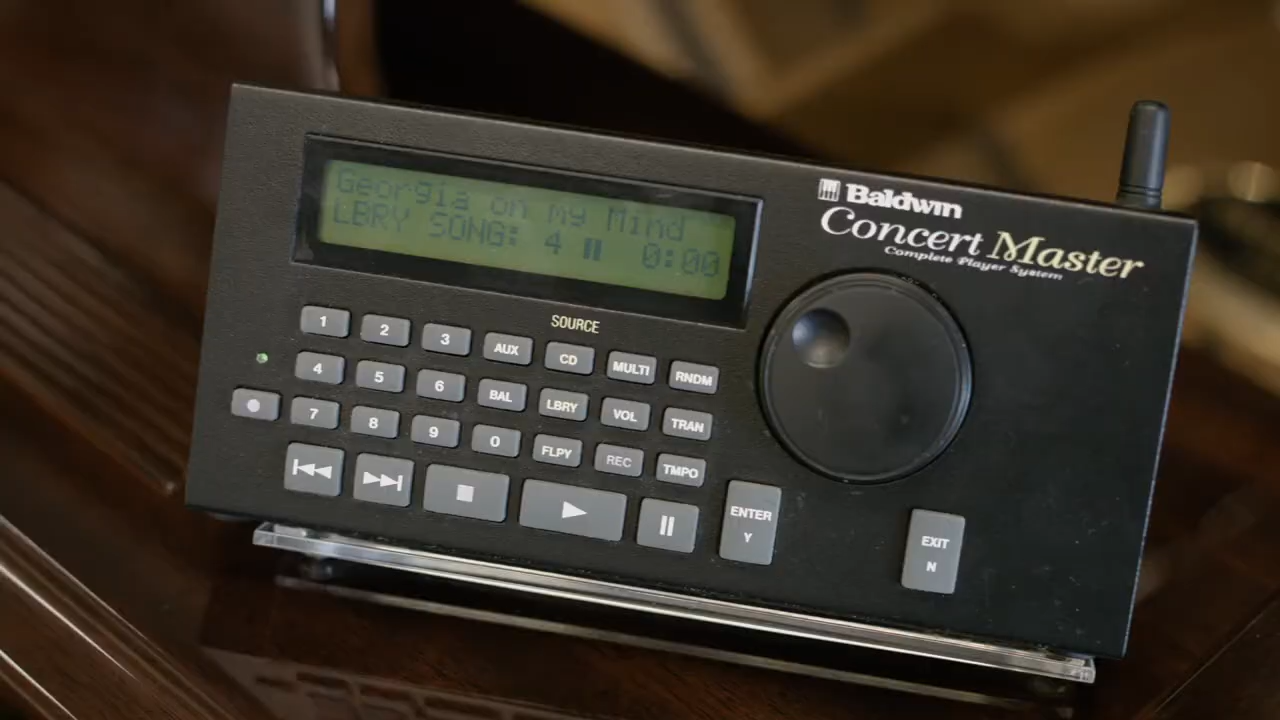 Georgia on my Mind
LBRY SONG: 4 0:00
Baldwin
Concert Master
Complete Player System
SOURCE
1 2 3 AUX CD MULTI RNDM
4 5 6 BAL LBRY VOL TRAN
7 8 9 0 FLPY REC TMPO
ENTER
Y
EXIT
N